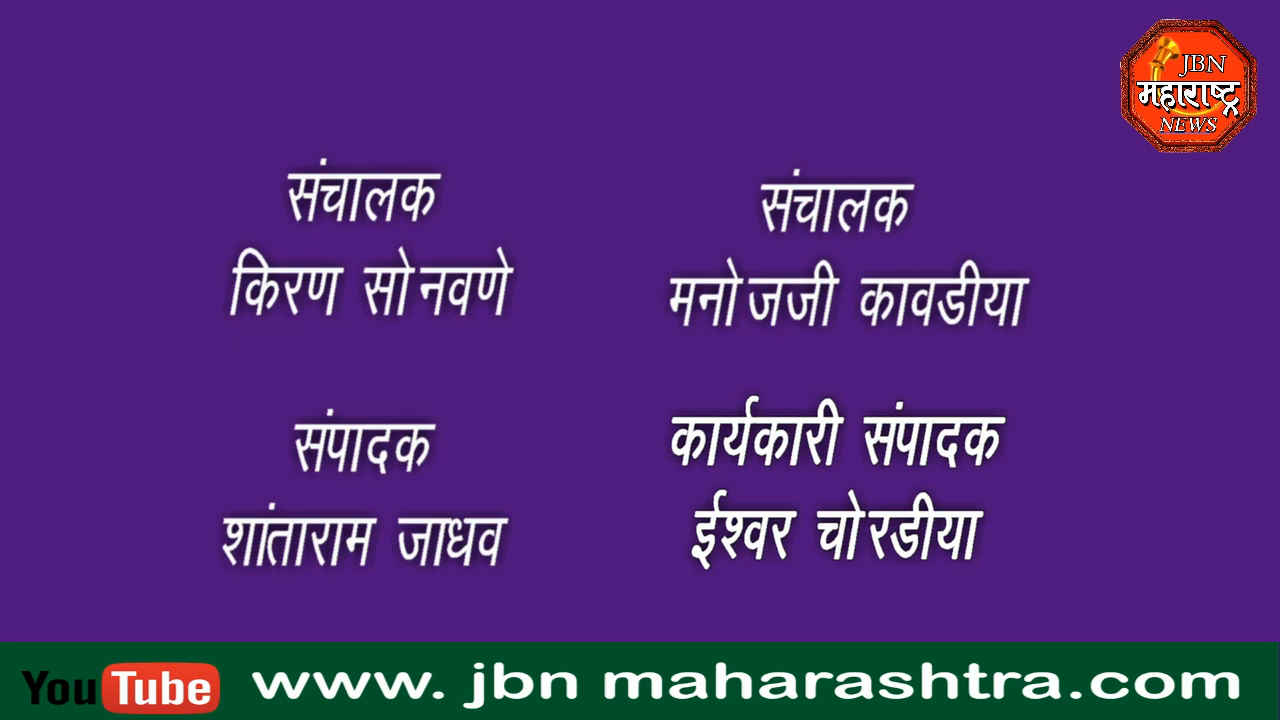 JBN
महाराष्ट्र
NEWS
संचालक
किरण सोनवणे
संचालक
मनोजजी कावडीया
संपादक
शांताराम जाधव
कार्यकारी संपादक
ईश्वर चोरडीया
YouTube
www. jbn maharashtra.com